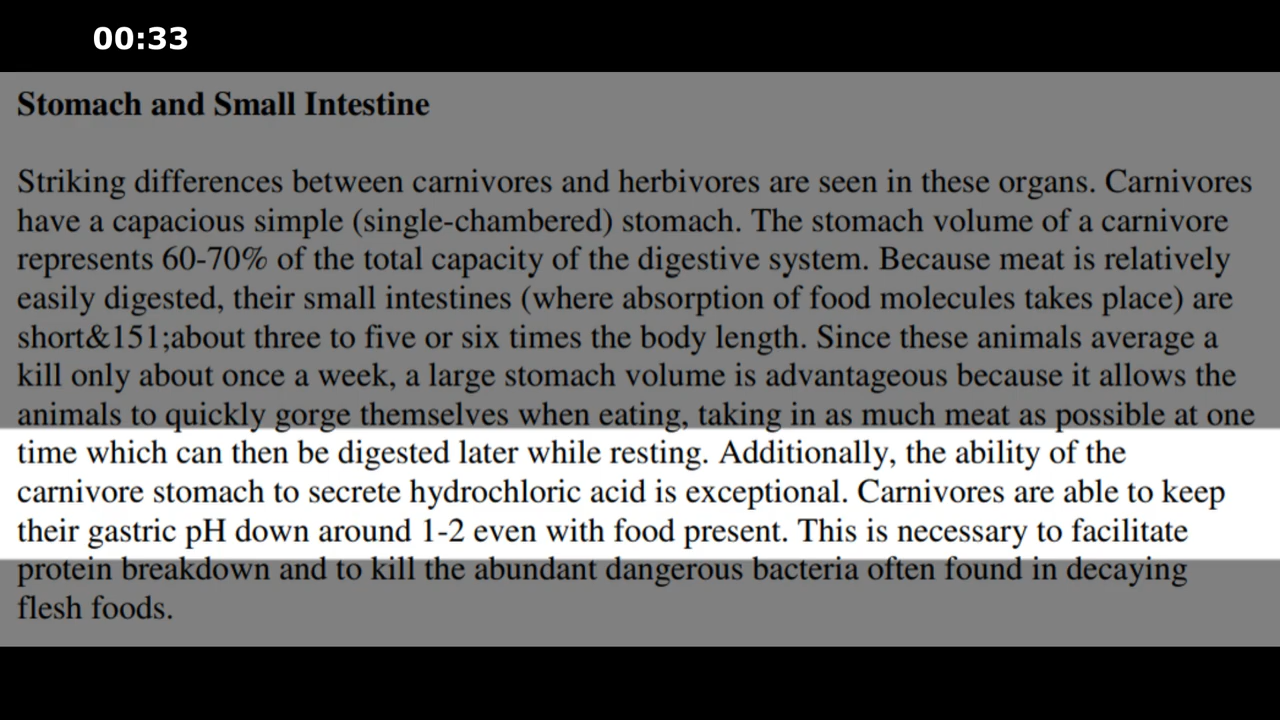 00:33
Stomach and Small Intestine
Striking differences between carnivores and herbivores are seen in these organs. Carnivores
have a capacious simple (single-chambered) stomach. The stomach volume of a carnivore
represents 60-70% of the total capacity of the digestive system. Because meat is relatively
easily digested, their small intestines (where absorption of food molecules takes place) are
short&151;about three to five or six times the body length. Since these animals average a
kill only about once a week, a large stomach volume is advantageous because it allows the
animals to quickly gorge themselves when eating, taking in as much meat as possible at one
time which can then be digested later while resting. Additionally, the ability of the
carnivore stomach to secrete hydrochloric acid is exceptional. Carnivores are able to keep
their gastric pH down around 1-2 even with food present. This is necessary to facilitate
protein breakdown and to kill the abundant dangerous bacteria often found in decaying
flesh foods.